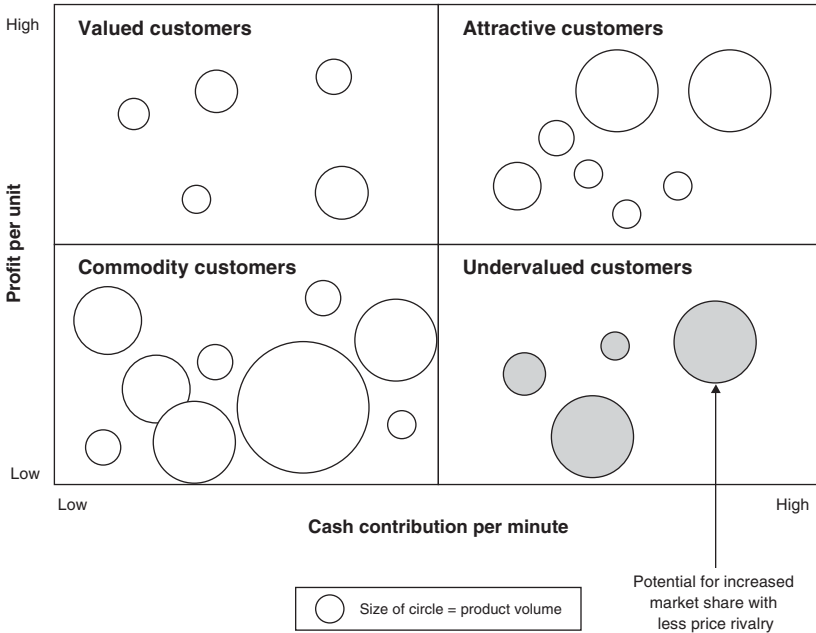 High
Valued customers
Attractive customers
Profit per unit
Commodity customers
Undervalued customers
Low
Low
High
Cash contribution per minute
Size of circle = product volume
Potential for increased
market share with
less price rivalry